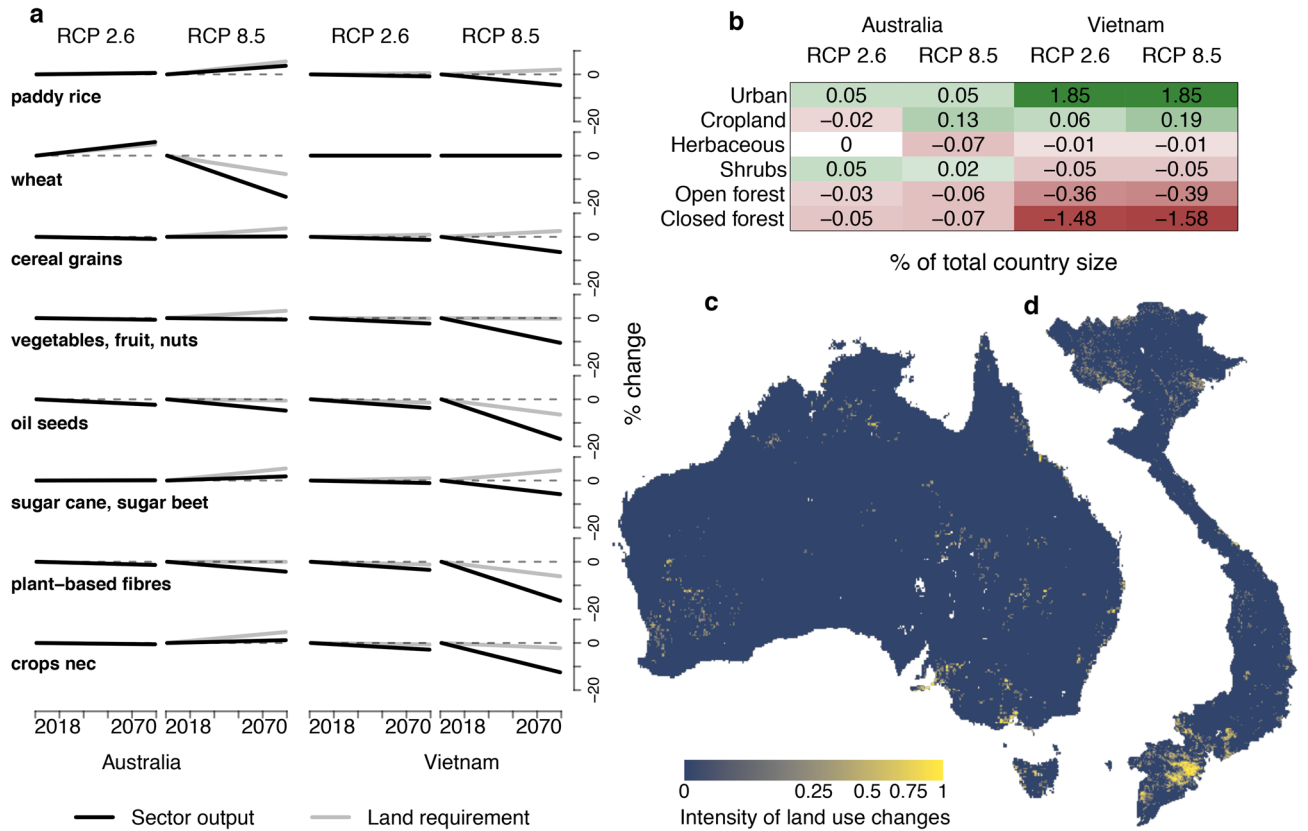 a
RCP 2.6 RCP 8.5 RCP 2.6 RCP 8.5
paddy rice
0
−20
wheat
0
−20
cereal grains
0
−20
vegetables, fruit, nuts
0
−20
oil seeds
0
−20
sugar cane, sugar beet
0
−20
plant−based fibres
0
−20
crops nec
0
−20
% change
2018 2070 2018 2070 2018 2070 2018 2070
Australia Vietnam
Sector output Land requirement
b
Australia Vietnam
RCP 2.6 RCP 8.5 RCP 2.6 RCP 8.5
Urban 0.05 0.05 1.85 1.85
Cropland −0.02 0.13 0.06 0.19
Herbaceous 0 −0.07 −0.01 −0.01
Shrubs 0.05 0.02 −0.05 −0.05
Open forest −0.03 −0.06 −0.36 −0.39
Closed forest −0.05 −0.07 −1.48 −1.58
% of total country size
c
d
0 0.25 0.5 0.75 1
Intensity of land use changes